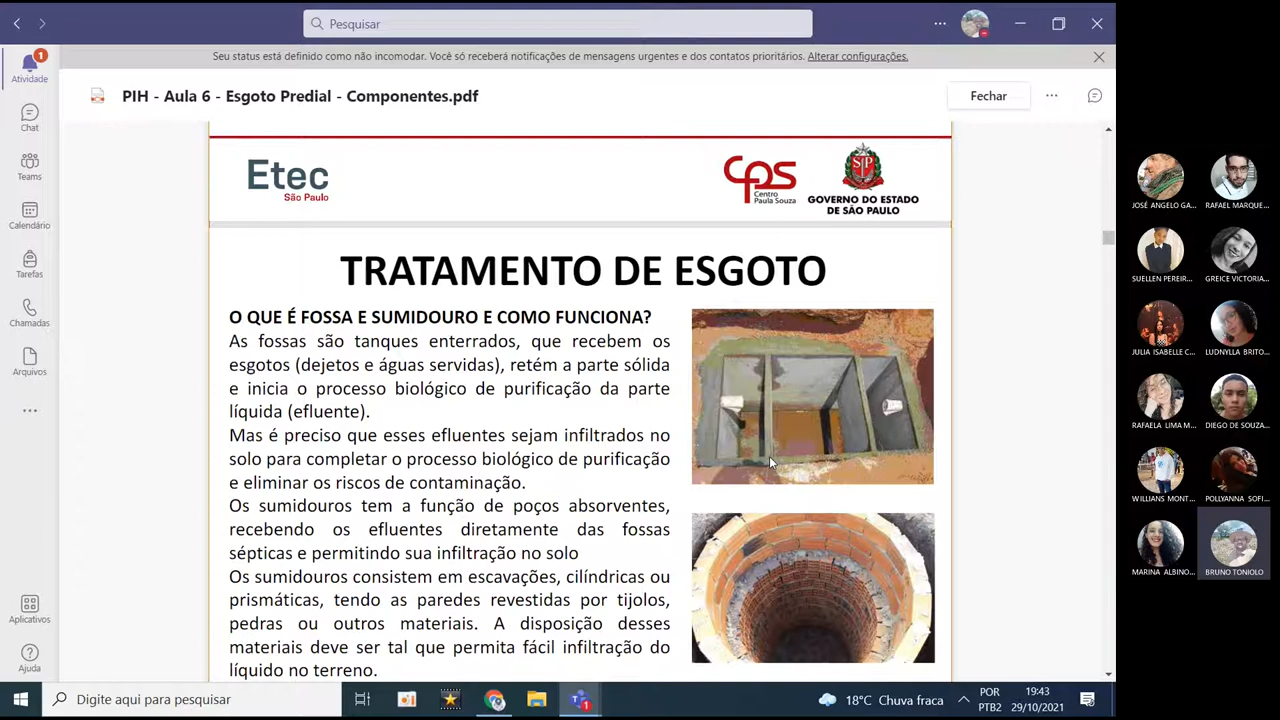 Pesquisar
Seu status está definido como não incomodar. Você só receberá notificações de mensagens urgentes e dos contatos prioritários. Alterar configurações.
1
Atividade
Chat
Teams
Calendário
Tarefas
Chamadas
Arquivos
Aplicativos
Ajuda
PIH - Aula 6 - Esgoto Predial - Componentes.pdf
Fechar
Etec
São Paulo
cps
Centro
Paula Souza
SP
GOVERNO DO ESTADO
DE SÃO PAULO
TRATAMENTO DE ESGOTO
O QUE É FOSSA E SUMIDOURO E COMO FUNCIONA?
As fossas são tanques enterrados, que recebem os
esgotos (dejetos e águas servidas), retém a parte sólida
e inicia o processo biológico de purificação da parte
líquida (efluente).
Mas é preciso que esses efluentes sejam infiltrados no
solo para completar o processo biológico de purificação
e eliminar os riscos de contaminação.
Os sumidouros tem a função de poços absorventes,
recebendo os efluentes diretamente das fossas
sépticas e permitindo sua infiltração no solo
Os sumidouros consistem em escavações, cilíndricas ou
prismáticas, tendo as paredes revestidas por tijolos,
pedras ou outros materiais. A disposição desses
materiais deve ser tal que permita fácil infiltração do
líquido no terreno.
JOSÉ ANGELO GA...
RAFAEL MARQUE...
SUELLEN PEREIR...
GREICE VICTORIA...
JULIA ISABELLE C...
LUDNYLLA BRITO...
RAFAELA LIMA M...
DIEGO DE SOUZA...
WILLIANS MONT...
POLLYANNA SOFI...
MARINA ALBINO...
BRUNO TONIOLO
Digite aqui para pesquisar
1
18°C Chuva fraca
POR
PTB2
19:43
29/10/2021